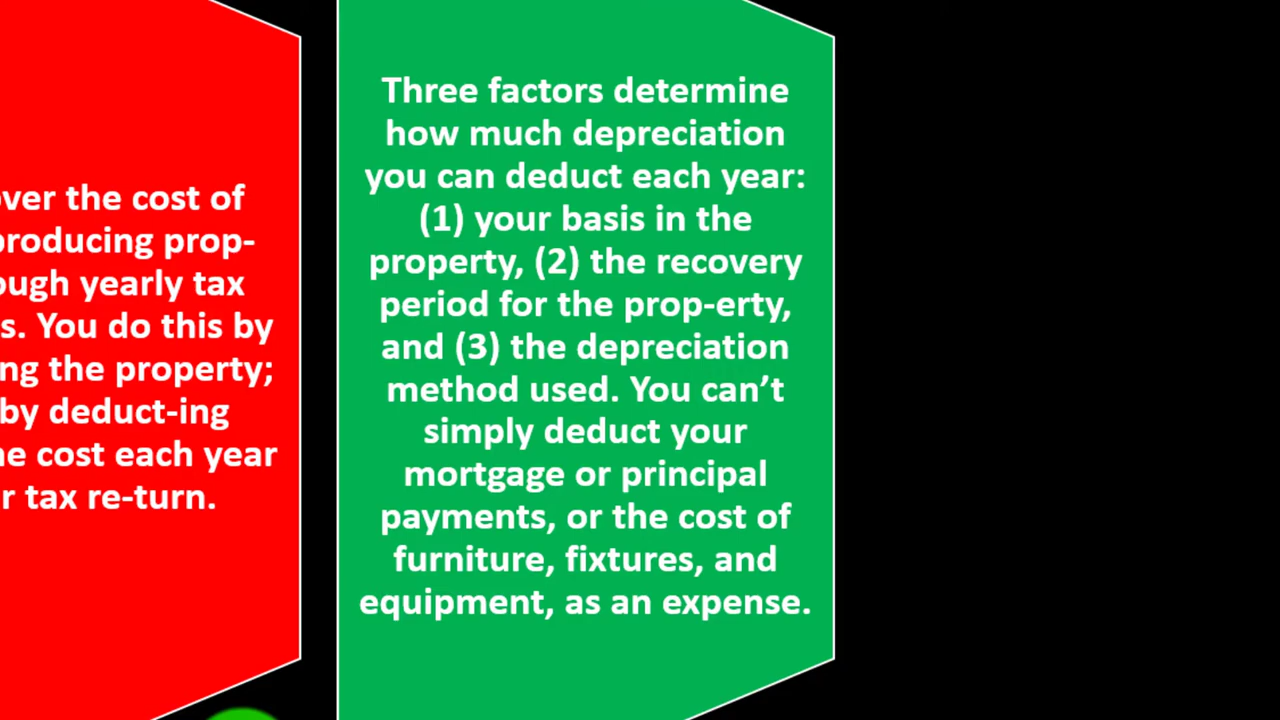 over the cost of
producing prop-
ough yearly tax
s. You do this by
ng the property;
by deduct-ing
he cost each year
r tax re-turn.
Three factors determine
how much depreciation
you can deduct each year:
(1) your basis in the
property, (2) the recovery
period for the prop-erty,
and (3) the depreciation
method used. You can’t
simply deduct your
mortgage or principal
payments, or the cost of
furniture, fixtures, and
equipment, as an expense.